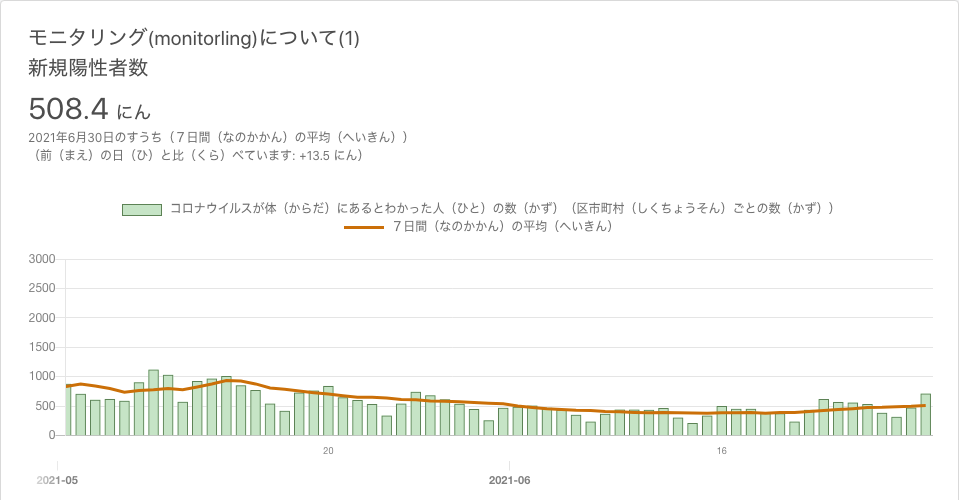 モニタリング(monitorling)について(1)
新規陽性者数
508.4 にん
2021年6月30日のすうち（７日間（なのかかん）の平均（へいきん））
（前（まえ）の日（ひ）と比（くら）べています: +13.5 にん）
コロナウイルスが体（からだ）にあるとわかった人（ひと）の数（かず）（区市町村（しくちょうそん）ごとの数（かず））
７日間（なのかかん）の平均（へいきん）
3000
2500
2000
1500
1000
500
0
20 16
2021-05 2021-06